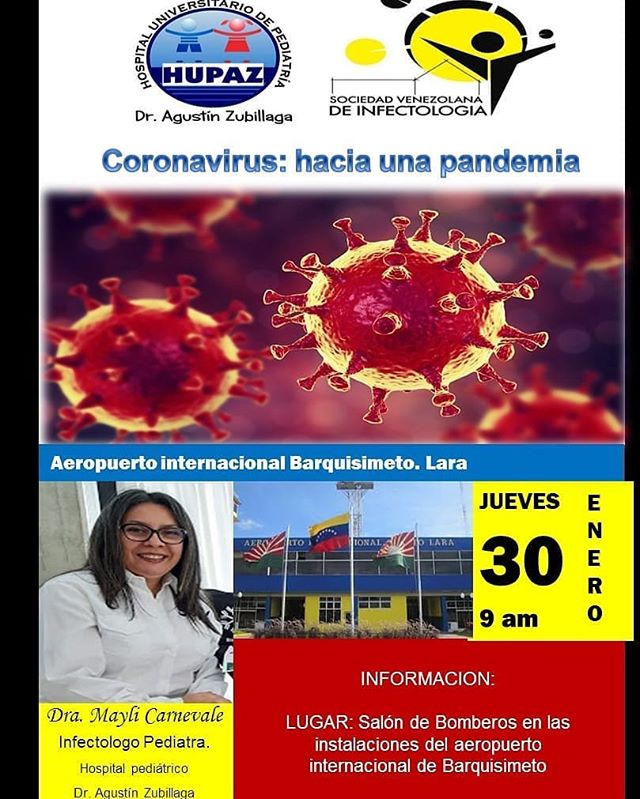 HOSPITAL UNIVERSITARIO DE PEDIATRÍA
HUPAZ
Dr. Agustín Zubillaga
SOCIEDAD VENEZOLANA
DE INFECTOLOGIA
Coronavirus: hacia una pandemia
Aeropuerto internacional Barquisimeto. Lara
JUEVES
30
9 am
ENERO
Dra. Mayli Carnevale
Infectologo Pediatra.
Hospital pediátrico
Dr. Agustín Zubillaga
INFORMACION:
LUGAR: Salón de Bomberos en las
instalaciones del aeropuerto
internacional de Barquisimeto